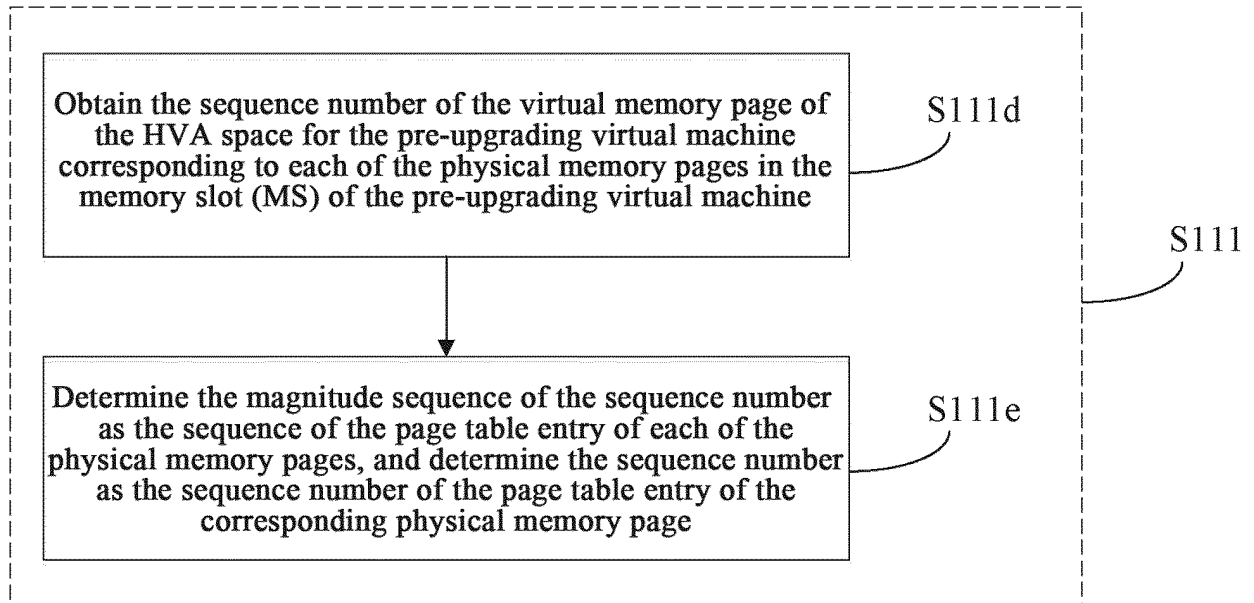 Obtain the sequence number of the virtual memory page of
the HVA space for the pre-upgrading virtual machine
corresponding to each of the physical memory pages in the
memory slot (MS) of the pre-upgrading virtual machine
S111d
S111
Determine the magnitude sequence of the sequence number
as the sequence of the page table entry of each of the
physical memory pages, and determine the sequence number
as the sequence number of the page table entry of the
corresponding physical memory page
S111e